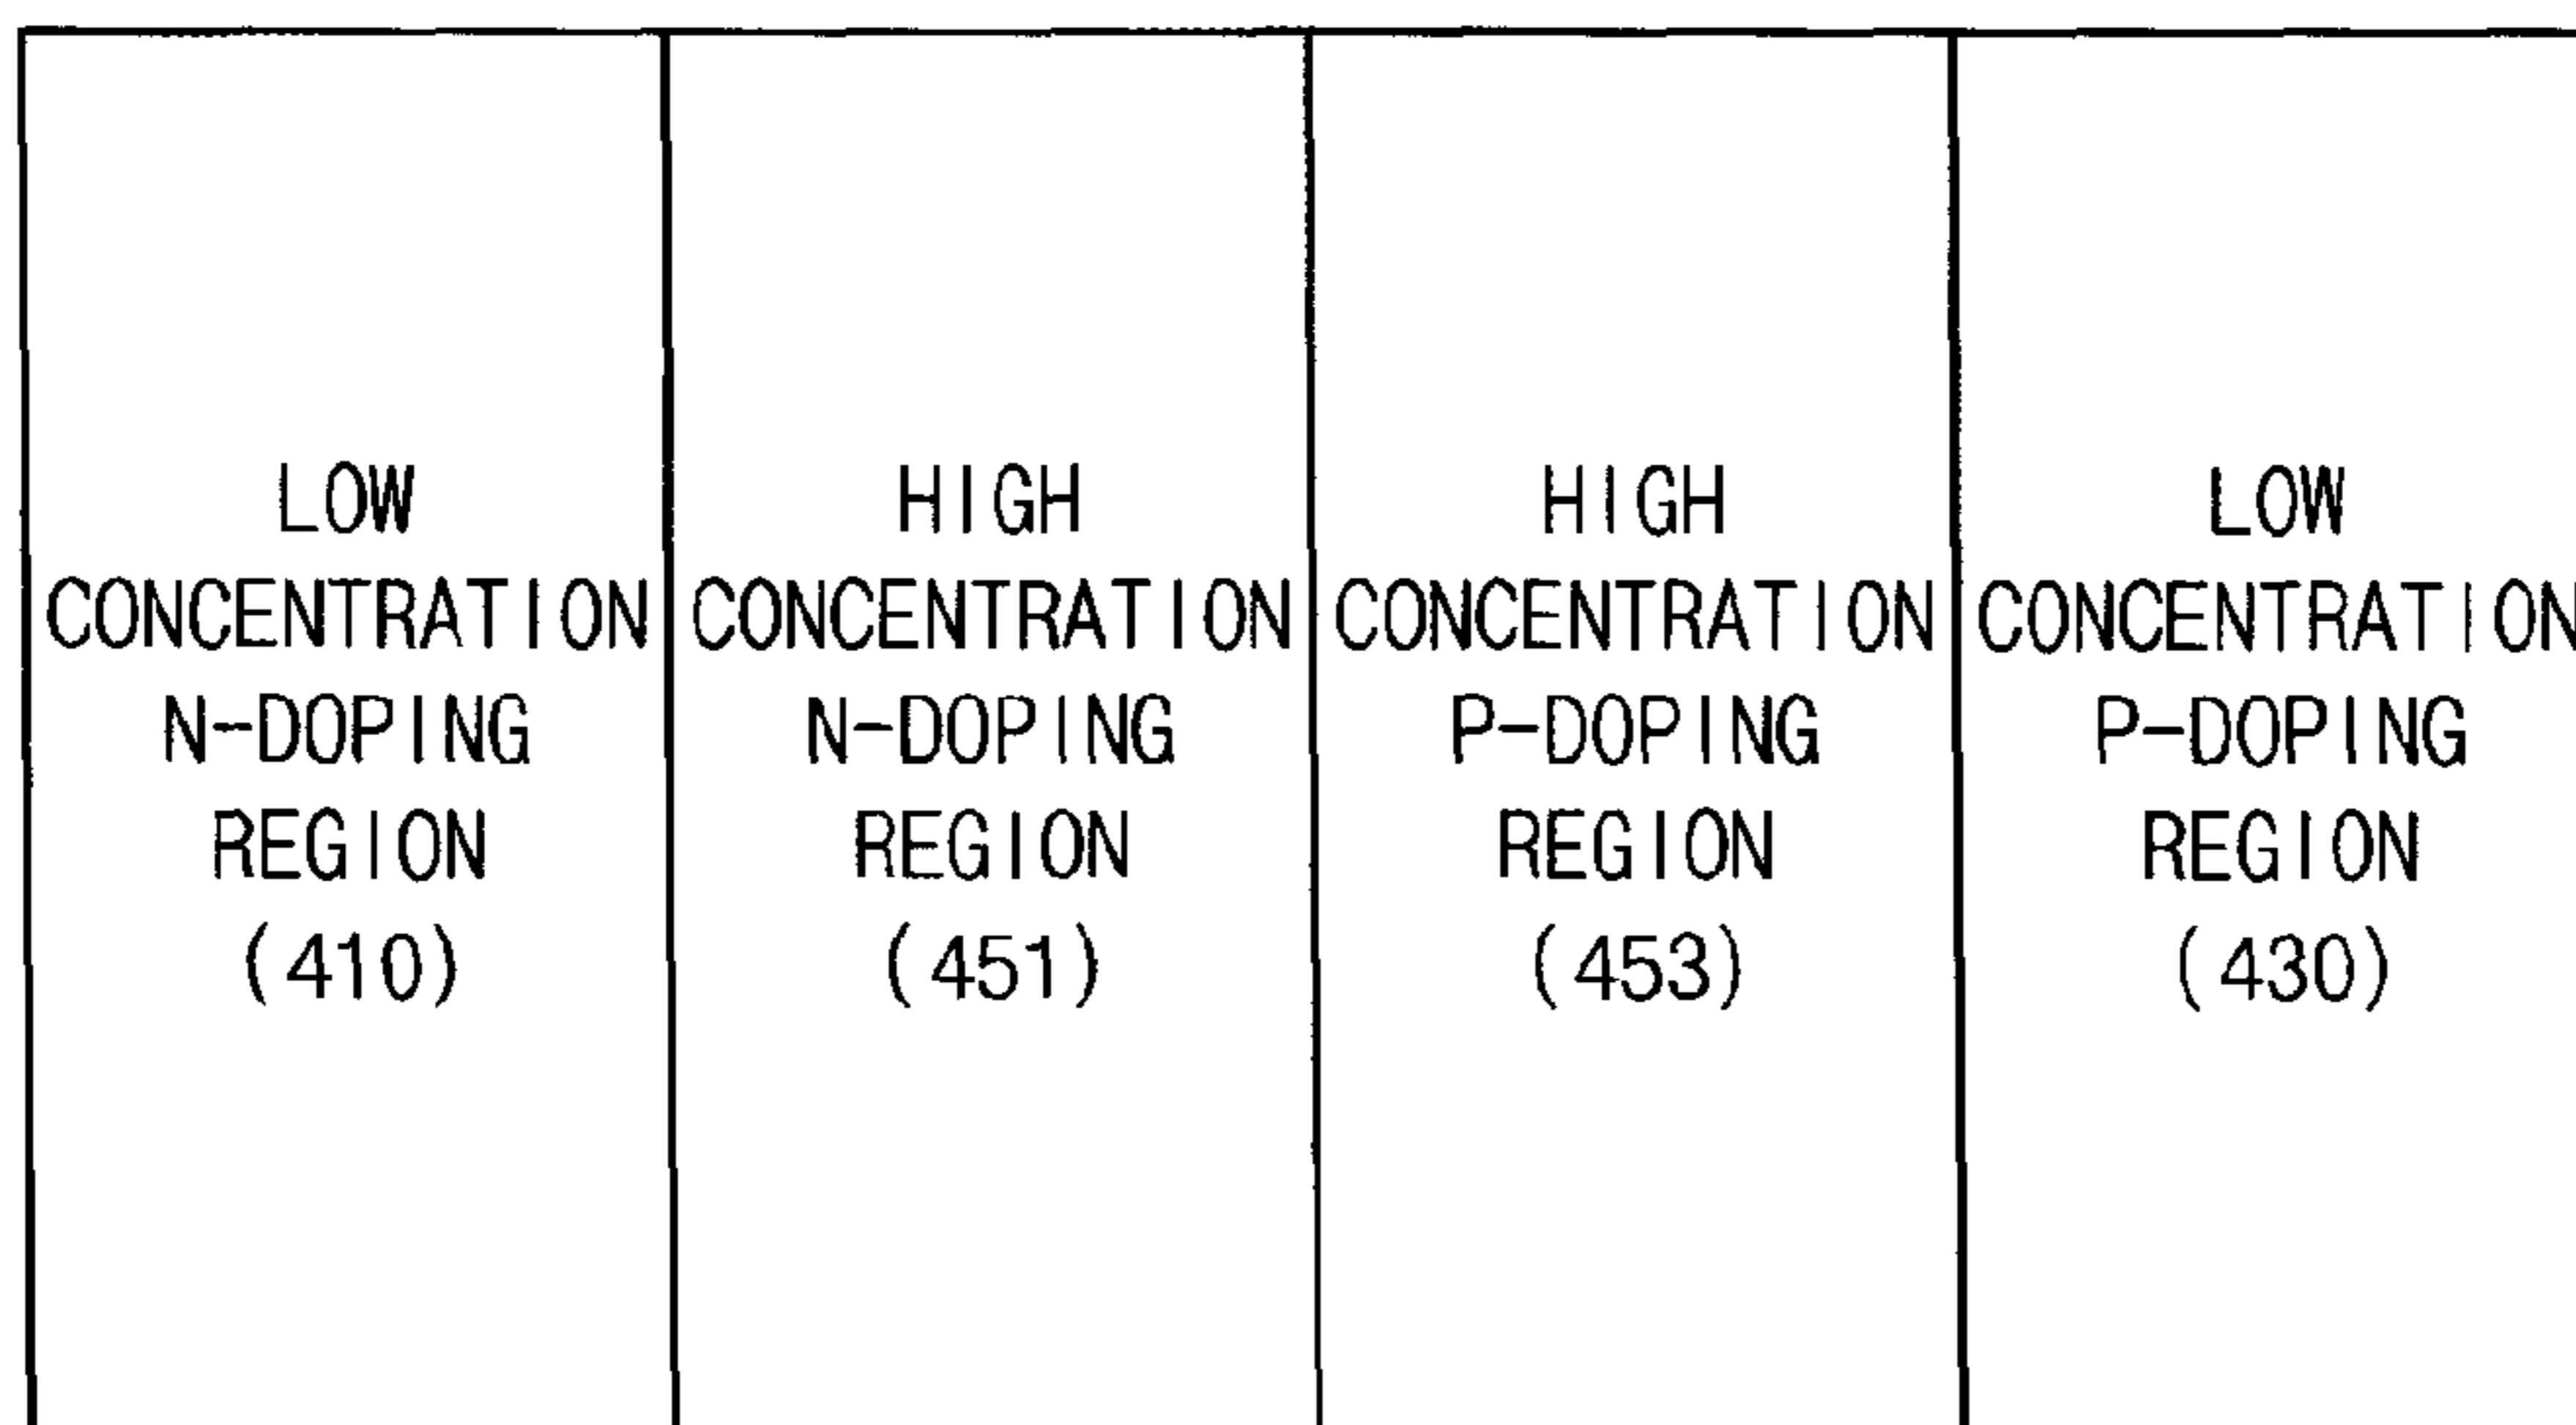 LOW
CONCENTRATION
N-DOPING
REGION
(410)
HIGH
CONCENTRATION
N-DOPING
REGION
(451)
HIGH
CONCENTRATION
P-DOPING
REGION
(453)
LOW
CONCENTRATION
P-DOPING
REGION
(430)